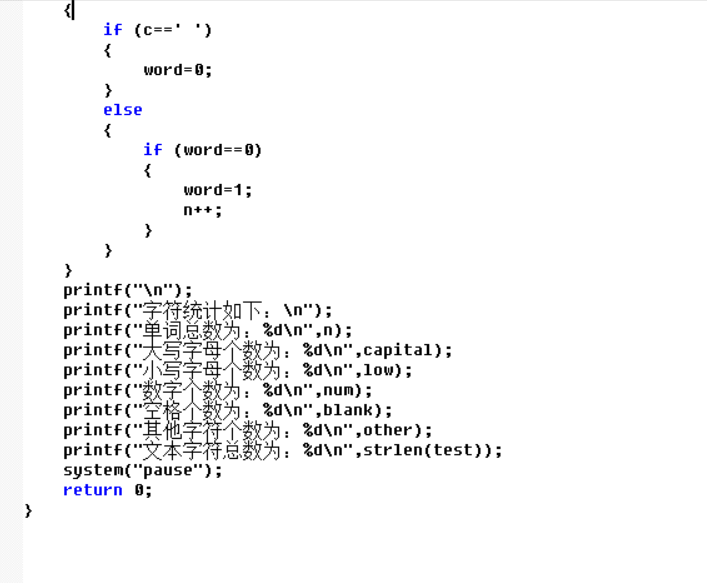 {
if (c==' ')
{
word=0;
}
else
{
if (word==0)
{
word=1;
n++;
}
}
}
printf("\n");
printf("字符统计如下：\n");
printf("单词总数为：%d\n",n);
printf("大写字母个数为：%d\n",capital);
printf("小写字母个数为：%d\n",low);
printf("数字个数为：%d\n",num);
printf("空格个数为：%d\n",blank);
printf("其他字符个数为：%d\n",other);
printf("文本字符总数为：%d\n",strlen(test));
system("pause");
return 0;
}